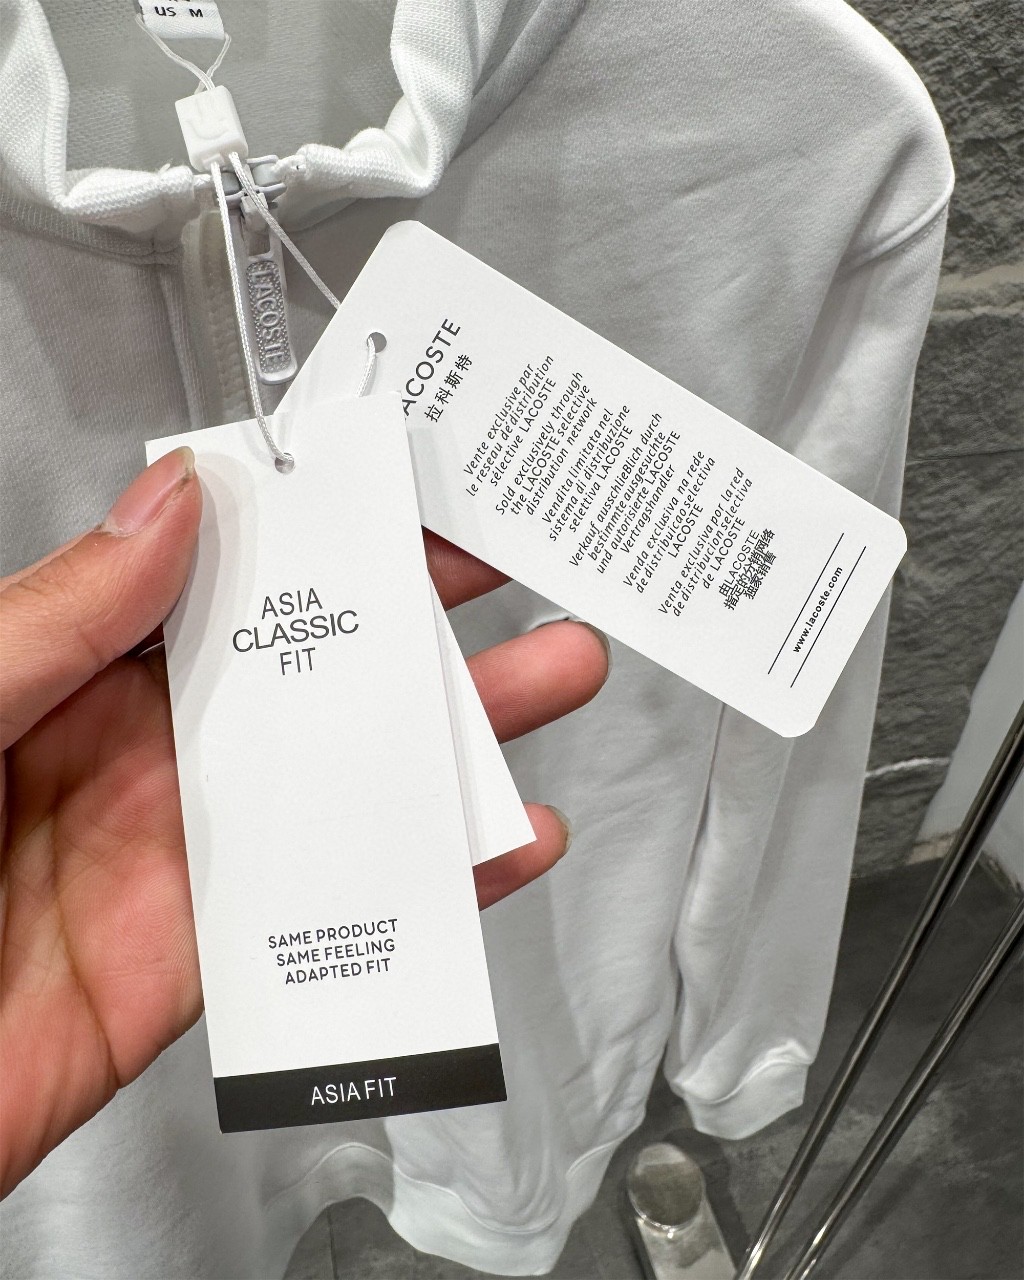 US M
LACOSTE
LACOSTE
拉科斯特
Vente exclusive par
le reseau de distribution
sélective LACOSTE
Sold exclusively through
the LACOSTE selective
distribution network
Vendita limitata nel
sistema di distribuzione
selettiva LACOSTE
Verkauf ausschließlich durch
bestimmte ausgesuchte
und autorisierte LACOSTE
Vertragshandler
Venda exclusiva na rede
de distribuicao selectiva
LACOSTE
Venta exclusiva por la red
de distribucion selectiva
de LACOSTE
由LACOSTE
指定的分销网络
独家销售
www.lacoste.com
ASIA
CLASSIC
FIT
SAME PRODUCT
SAME FEELING
ADAPTED FIT
ASIA FIT